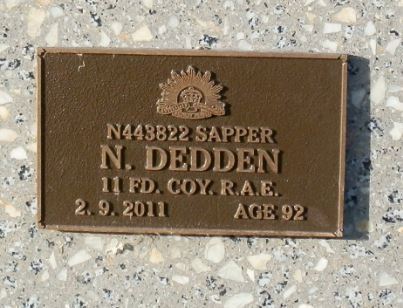 N443822 SAPPER
N. DEDDEN
11 FD. COY. R.A.E.
2. 9. 2011 AGE 92